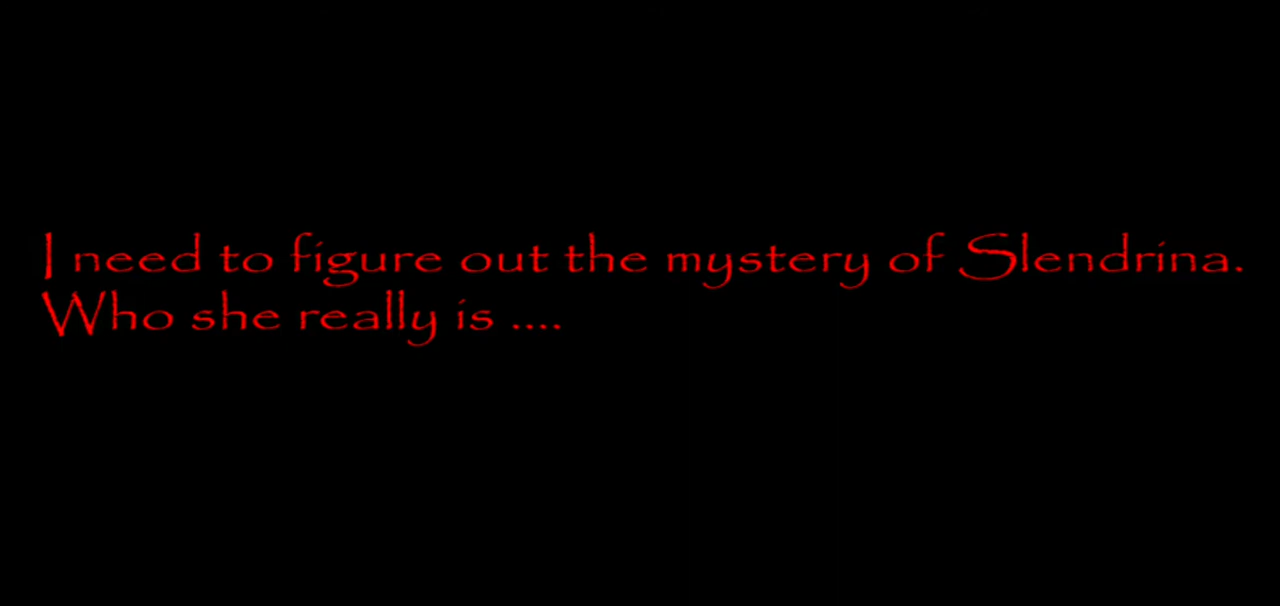 I need to figure out the mystery of Slendrina.
Who she really is ....